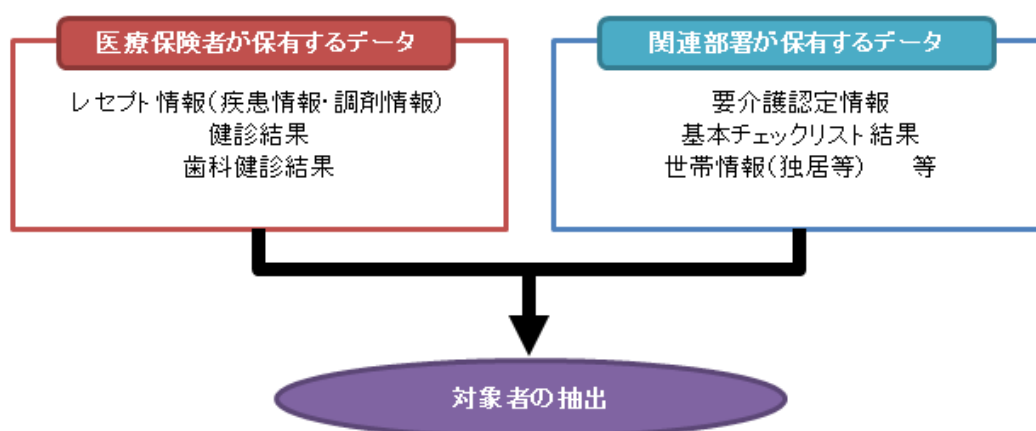 医療保険者が保有するデータ
レセプト情報(疾患情報・調剤情報)
健診結果
歯科健診結果
関連部署が保有するデータ
要介護認定情報
基本チェックリスト結果
世帯情報(独居等)　　等
対象者の抽出